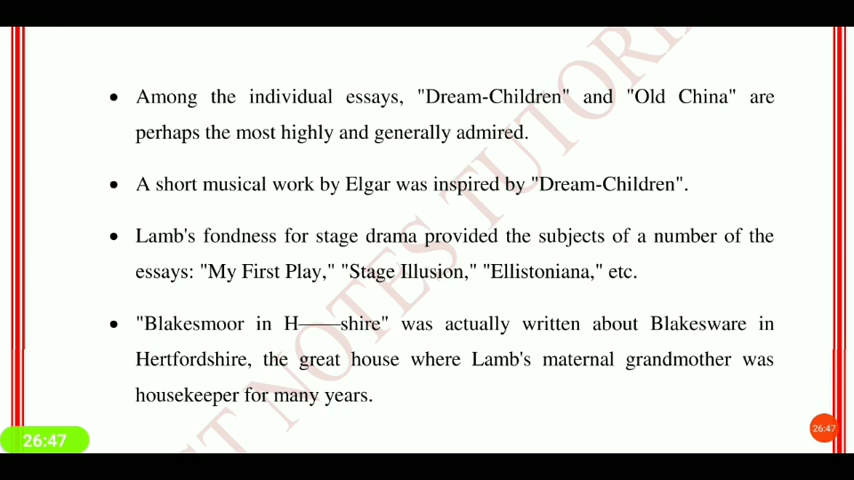 • Among the individual essays, "Dream-Children" and "Old China" are
perhaps the most highly and generally admired.
• A short musical work by Elgar was inspired by "Dream-Children".
• Lamb's fondness for stage drama provided the subjects of a number of the
essays: "My First Play," "Stage Illusion," "Ellistoniana," etc.
• "Blakesmoor in H——shire" was actually written about Blakesware in
Hertfordshire, the great house where Lamb's maternal grandmother was
housekeeper for many years.
26:47
26:47